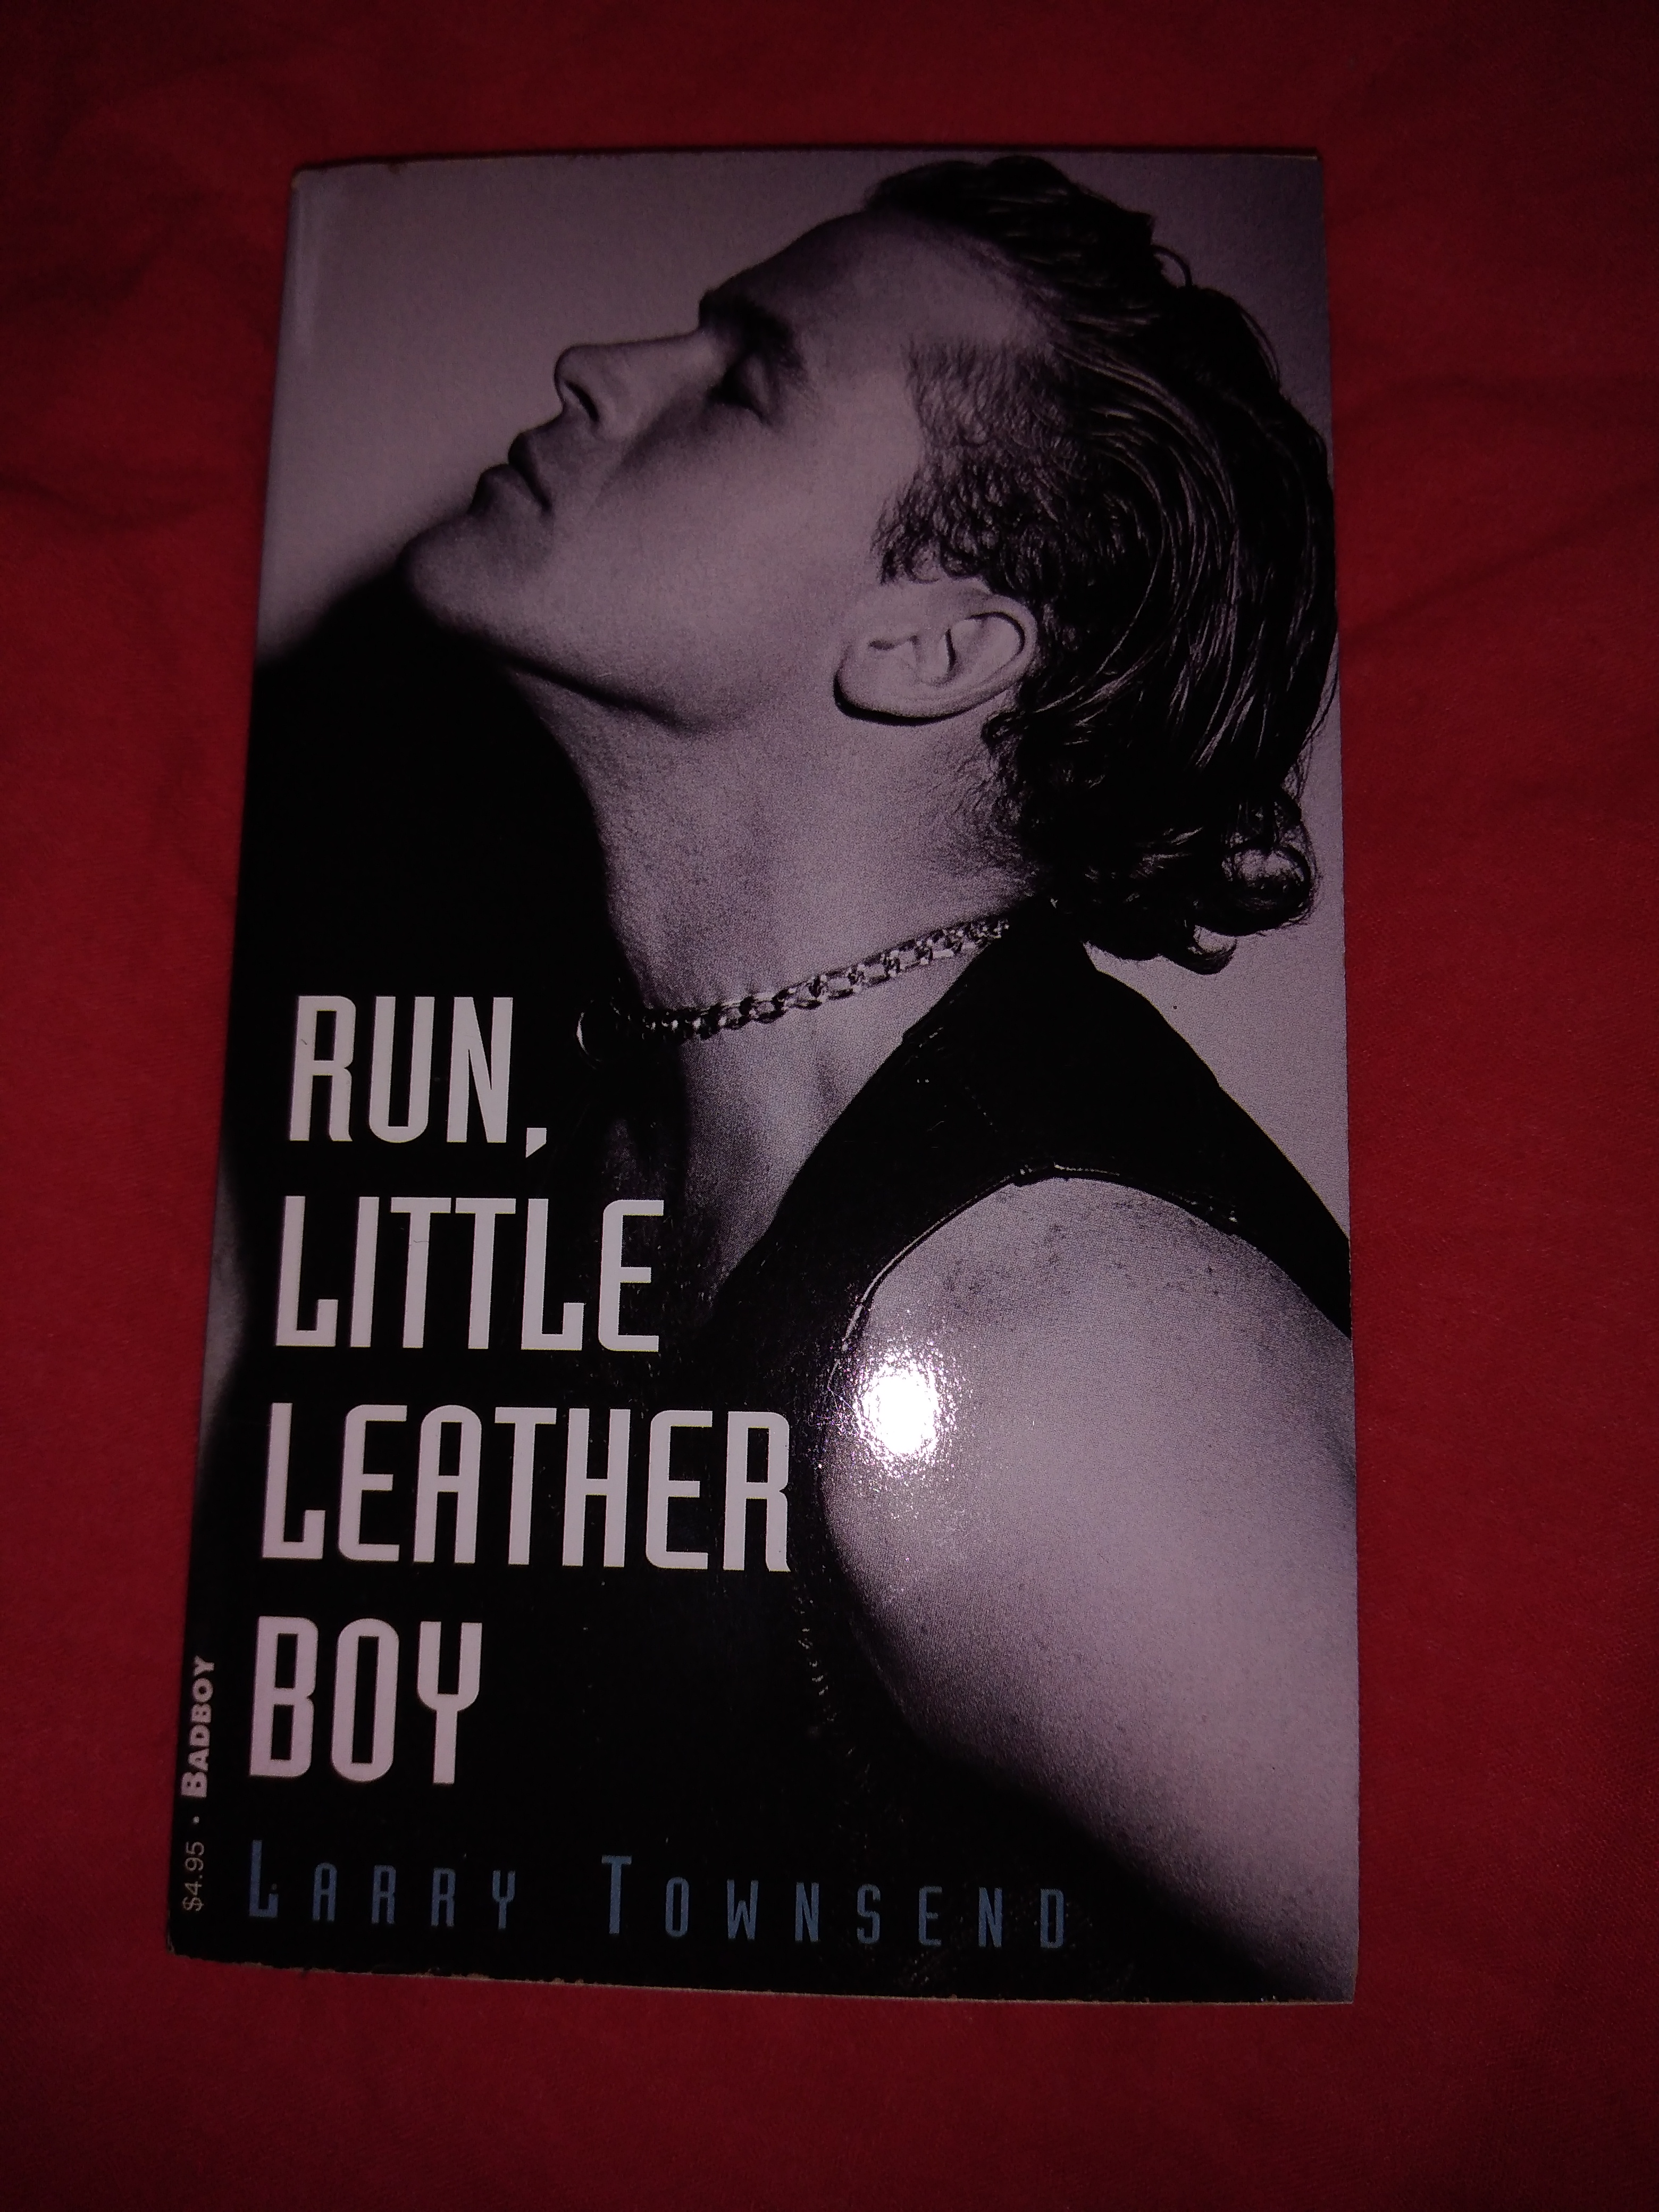 RUN,
LITTLE
LEATHER
BOY
LARRY TOWNSEND
$4.95 • BADBOY